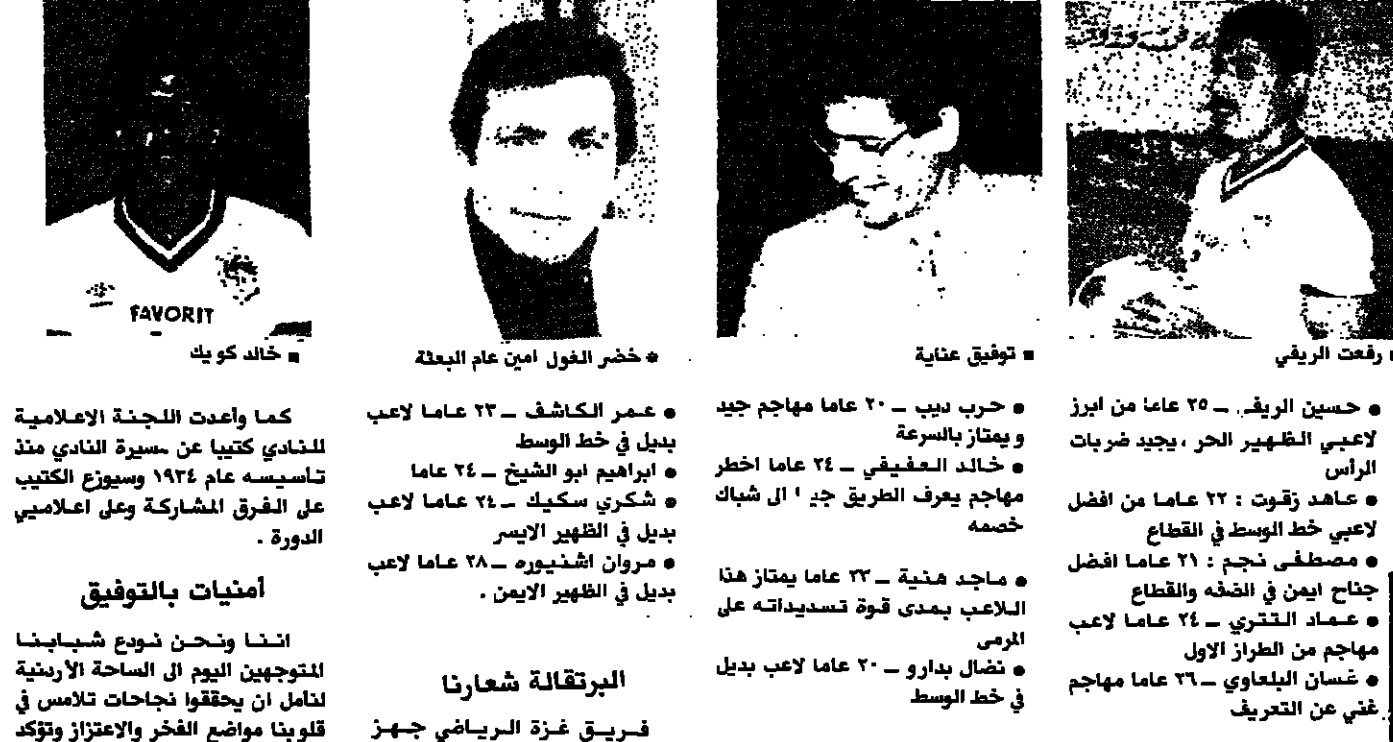 FAVORIT
رفعت الريفي
توفيق عناية
خضر الغول امين عام البعثة
خالد كويك
● حسين الريفي ــ ٢٥ عاما من ابرز
لاعبي الظهير الحر ، يجيد ضربات
الرأس
● عاهد زقوت : ٢٢ عاما من افضل
لاعبي خط الوسط في القطاع
● مصطفى نجم : ٢١ عاما افضل
جناح ايمن في الضفه والقطاع
● عماد التتري ــ ٢٤ عاما لاعب
مهاجم من الطراز الاول
● غسان البلعاوي ــ ٢٦ عاما مهاجم
غني عن التعريف
● حرب ديب ــ ٢٠ عاما مهاجم جيد
ويمتاز بالسرعة
● خالد العفيفي ــ ٢٤ عاما اخطر
مهاجم يعرف الطريق الى شباك
خصمه
● ماجد هنية ــ ٢٣ عاما يمتاز هذا
اللاعب بمدى قوة تسديداته على
المرمى
● نضال بدارو ــ ٢٠ عاما لاعب بديل
في خط الوسط
● عمر الكاشف ــ ٢٣ عاما لاعب
بديل في خط الوسط
● ابراهيم ابو الشيخ ــ ٢٤ عاما
● شكري سكيك ــ ٢٤ عاما لاعب
بديل في الظهير الايسر
● مروان اشنيوره ــ ٢٨ عاما لاعب
بديل في الظهير الايمن .
البرتقالة شعارنا
فريق غزة الرياضي جهز
كما وأعدت اللجنة الاعلامية
للنادي كتيبا عن مسيرة النادي منذ
تأسيسه عام ١٩٣٤ وسيوزع الكتيب
على الفرق المشاركة وعلى اعلاميي
الدورة .
أمنيات بالتوفيق
اننا ونحن نودع شبابنا
المتوجهين اليوم الى الساحة الأردنية
لنأمل ان يحققوا نجاحات تلامس في
قلوبنا مواضع الفخر والاعتزاز وتؤكد